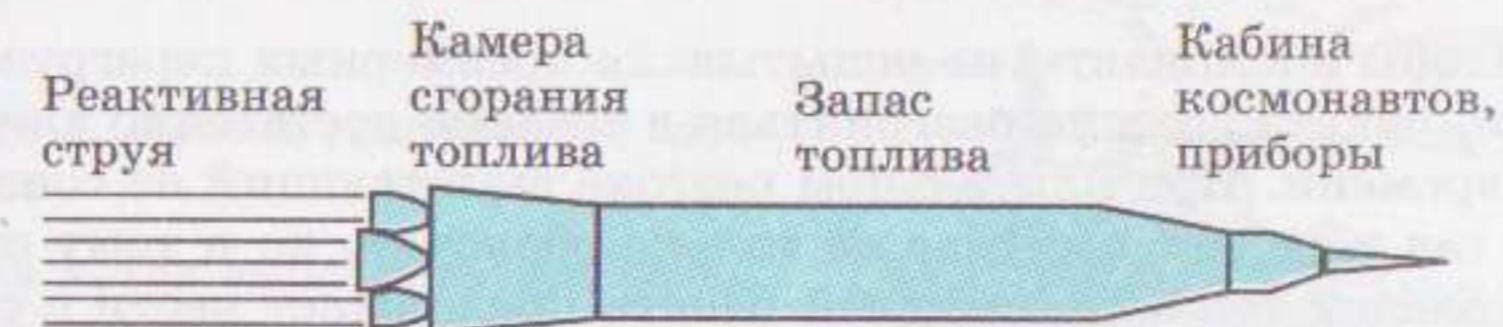 Реактивная
струя
Камера
сгорания
топлива
Запас
топлива
Кабина
космонавтов,
приборы